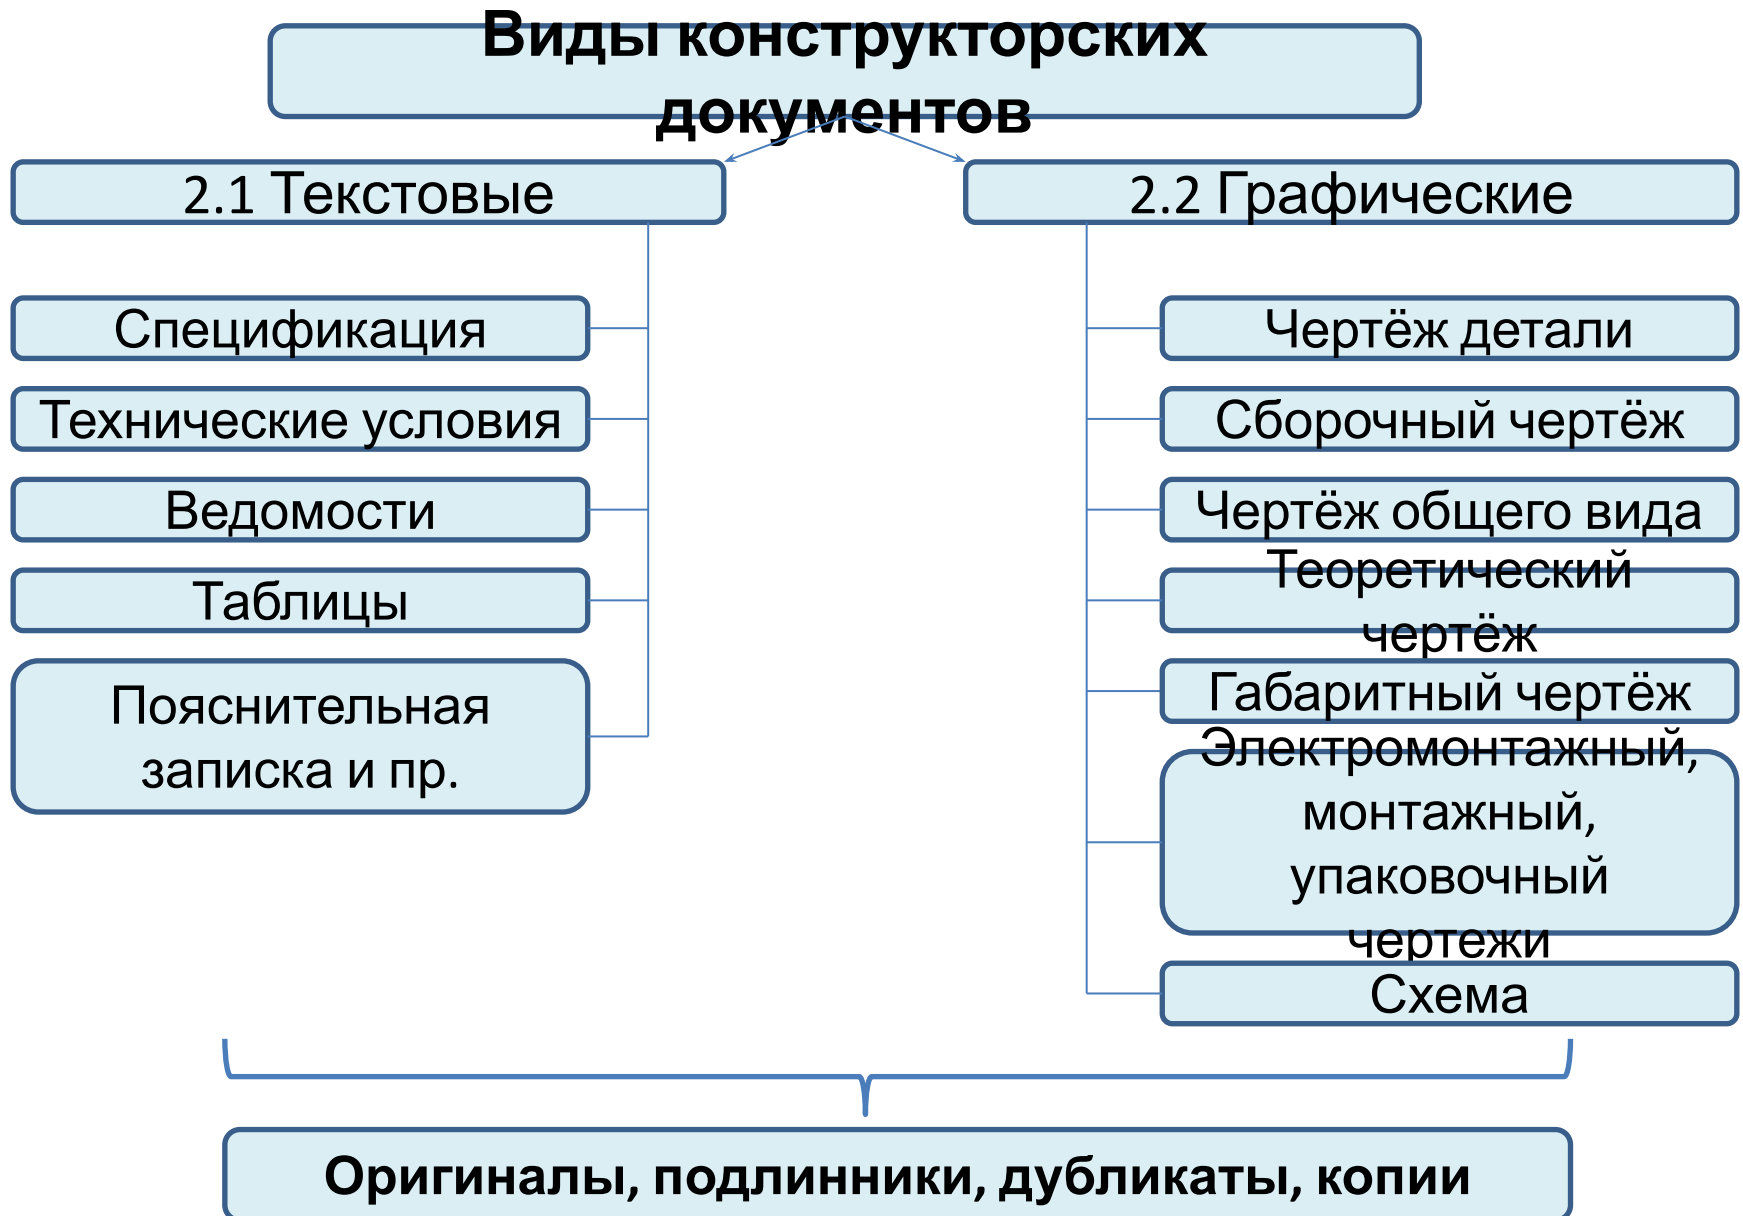 Виды конструкторских
документов
2.1 Текстовые
Спецификация
Технические условия
Ведомости
Таблицы
Пояснительная
записка и пр.
2.2 Графические
Чертёж детали
Сборочный чертёж
Чертёж общего вида
Теоретический
чертёж
Габаритный чертёж
Электромонтажный,
монтажный,
упаковочный
чертежи
Схема
Оригиналы, подлинники, дубликаты, копии